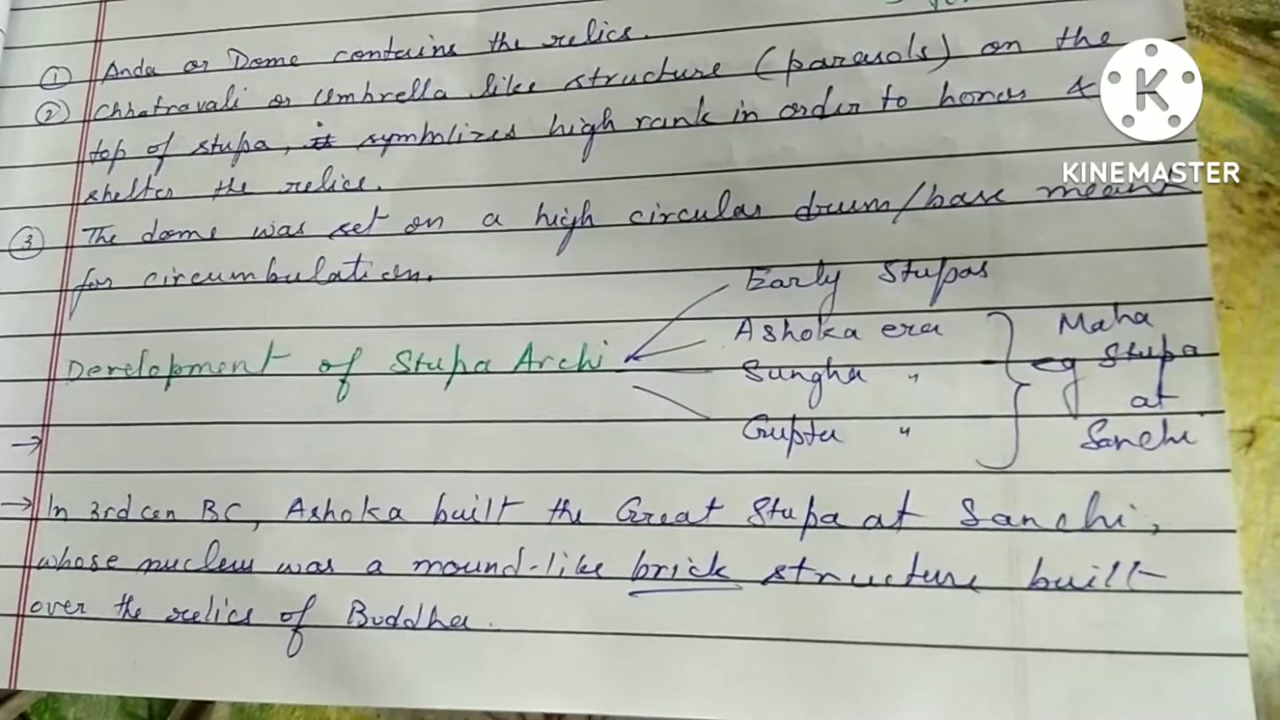 ① Anda or Dome contains the relics.
② Chhatravali or Umbrella like structure (parasols) on the
top of stupa, it symbolizes high rank in order to honor &
shelter the relics.
③ The dome was set on a high circular drum/base meant
for circumbulation.
Development of Stupa Archi
Early Stupas
Ashoka era
Sungha "
Gupta "
eg
Maha
Stupa
at
Sanchi
→
→ In 3rd cen BC, Ashoka built the Great Stupa at Sanchi,
whose nucleus was a mound-like brick structure built
over the relics of Buddha.
K
KINEMASTER